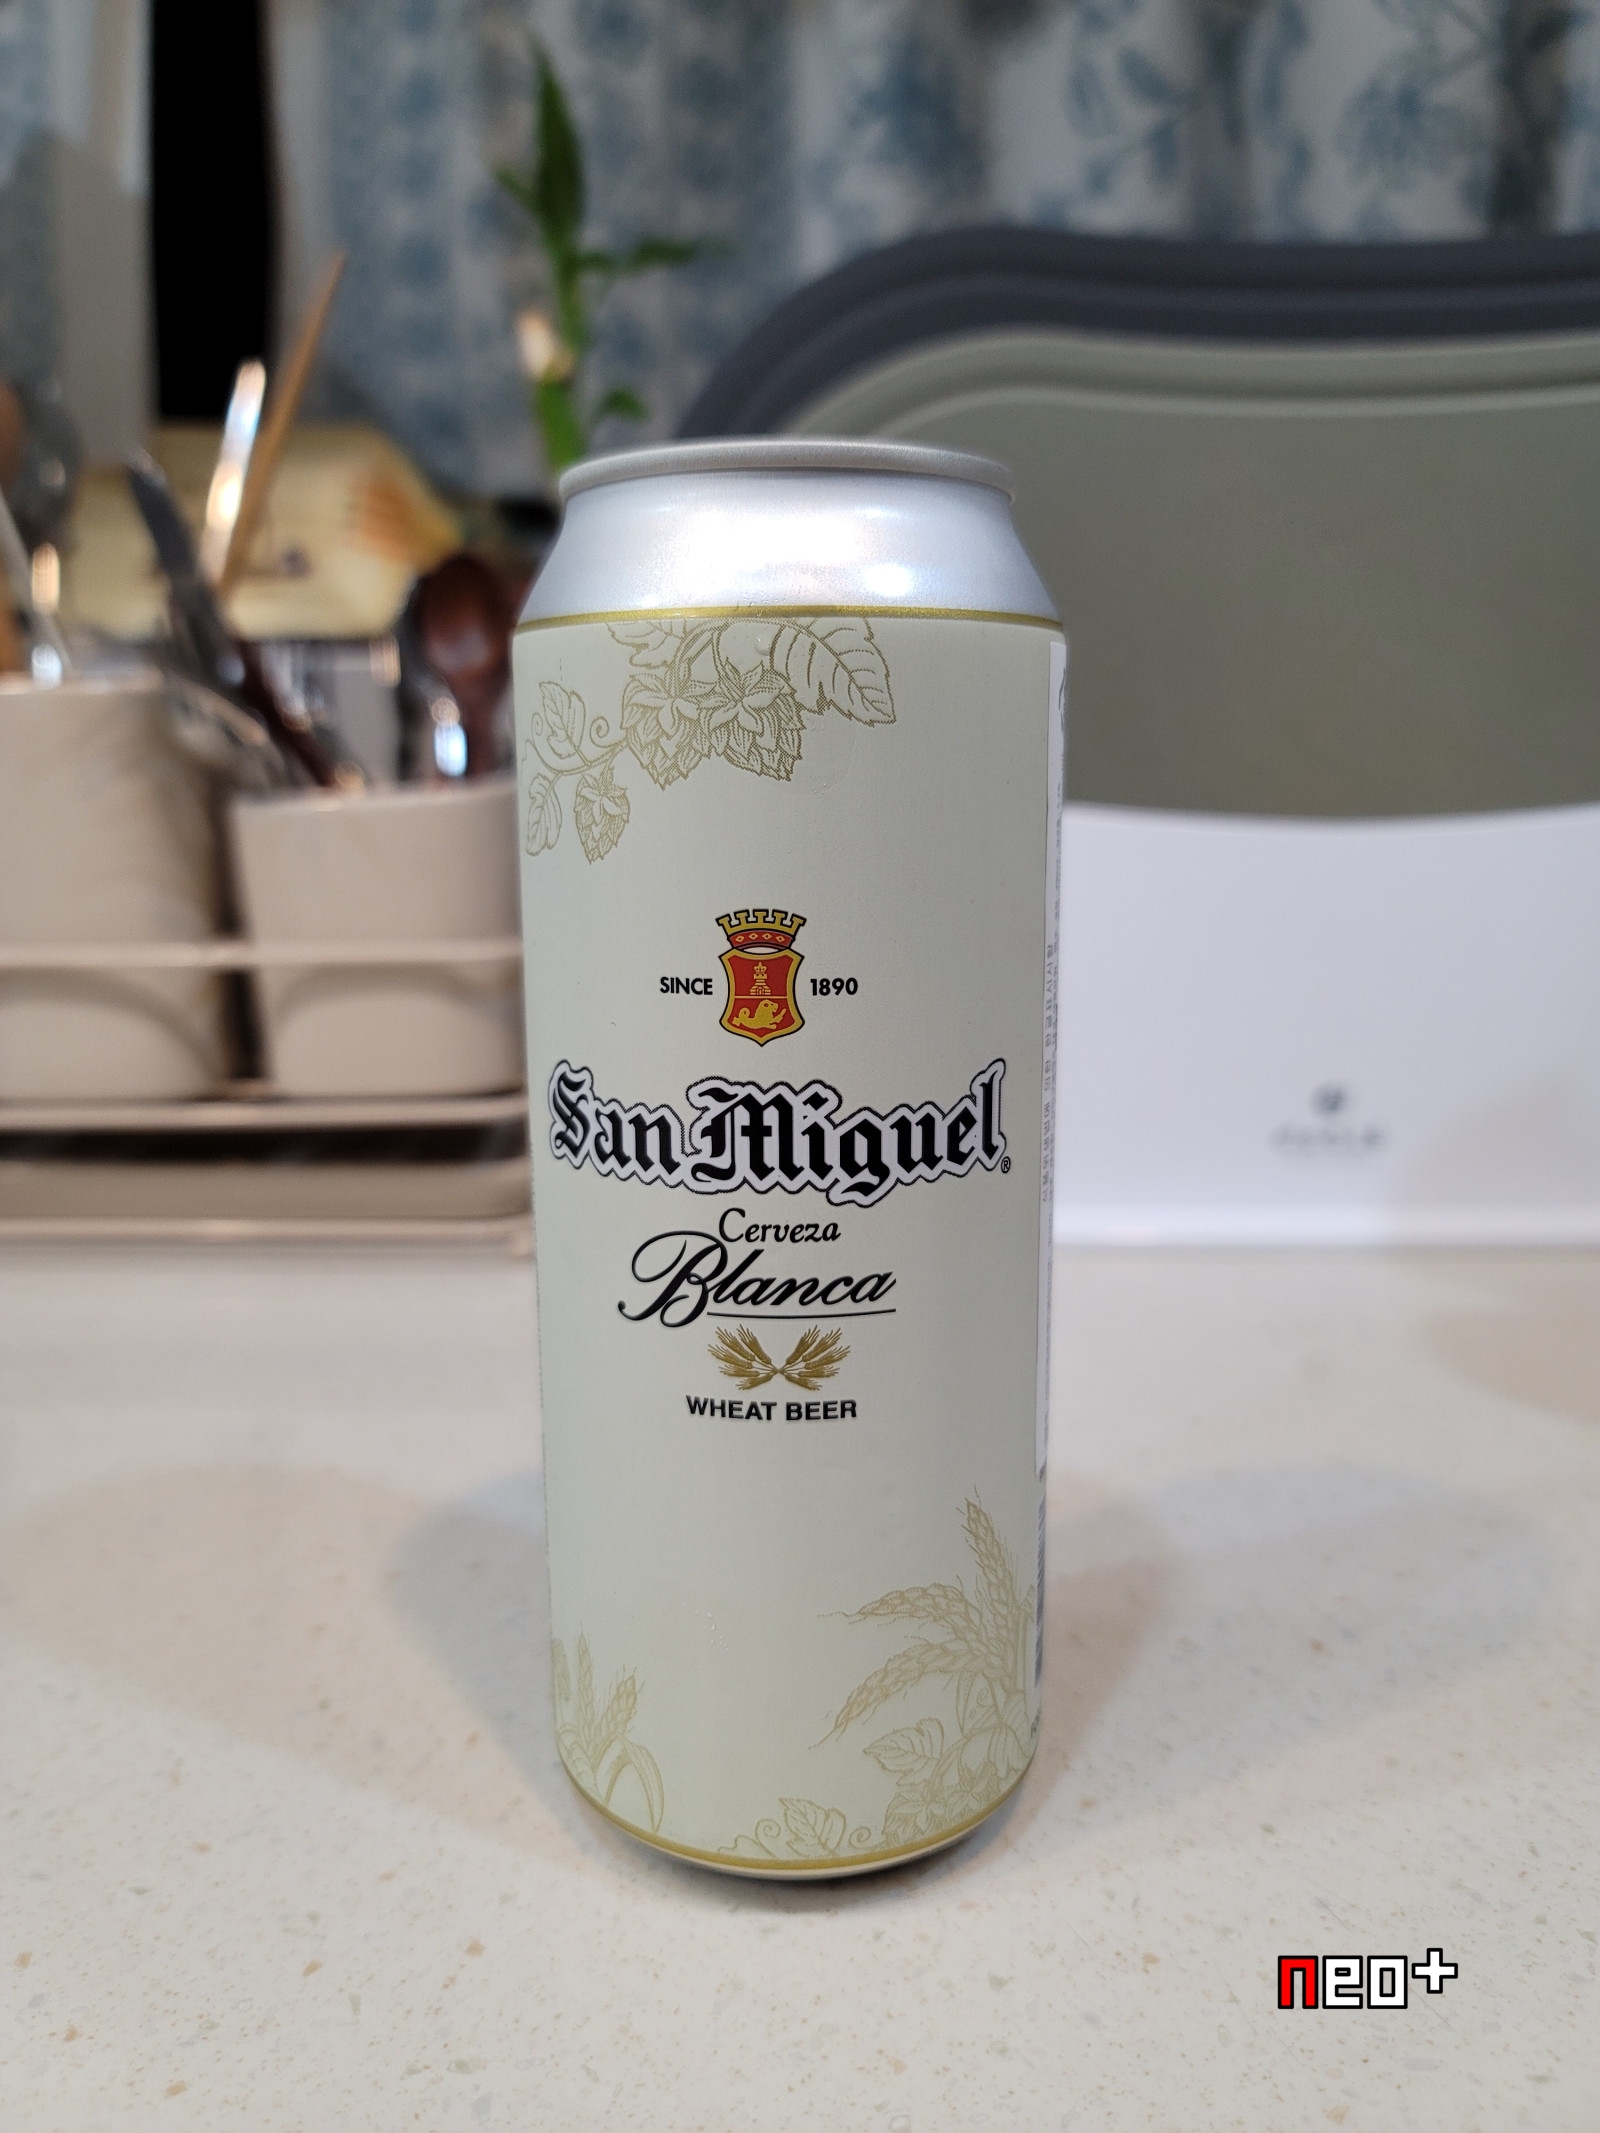 SINCE 1890
San Miguel®
Cerveza
Blanca
WHEAT BEER
neo+